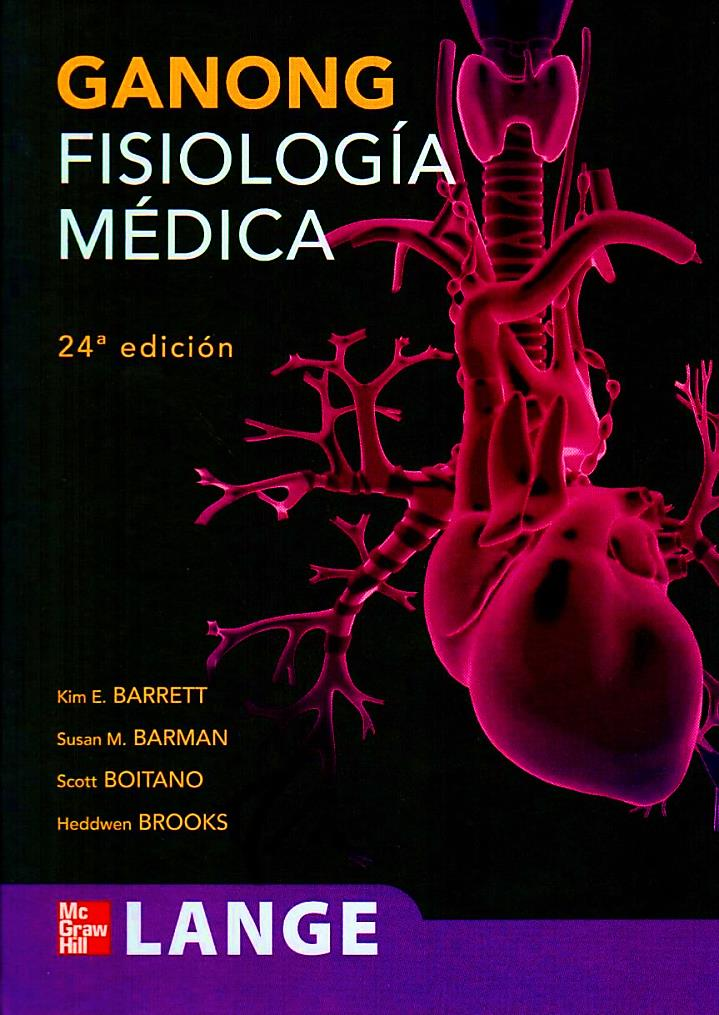 GANONG
FISIOLOGÍA
MÉDICA
24ª edición
Kim E. BARRETT
Susan M. BARMAN
Scott BOITANO
Heddwen BROOKS
Mc
Graw
Hill
LANGE